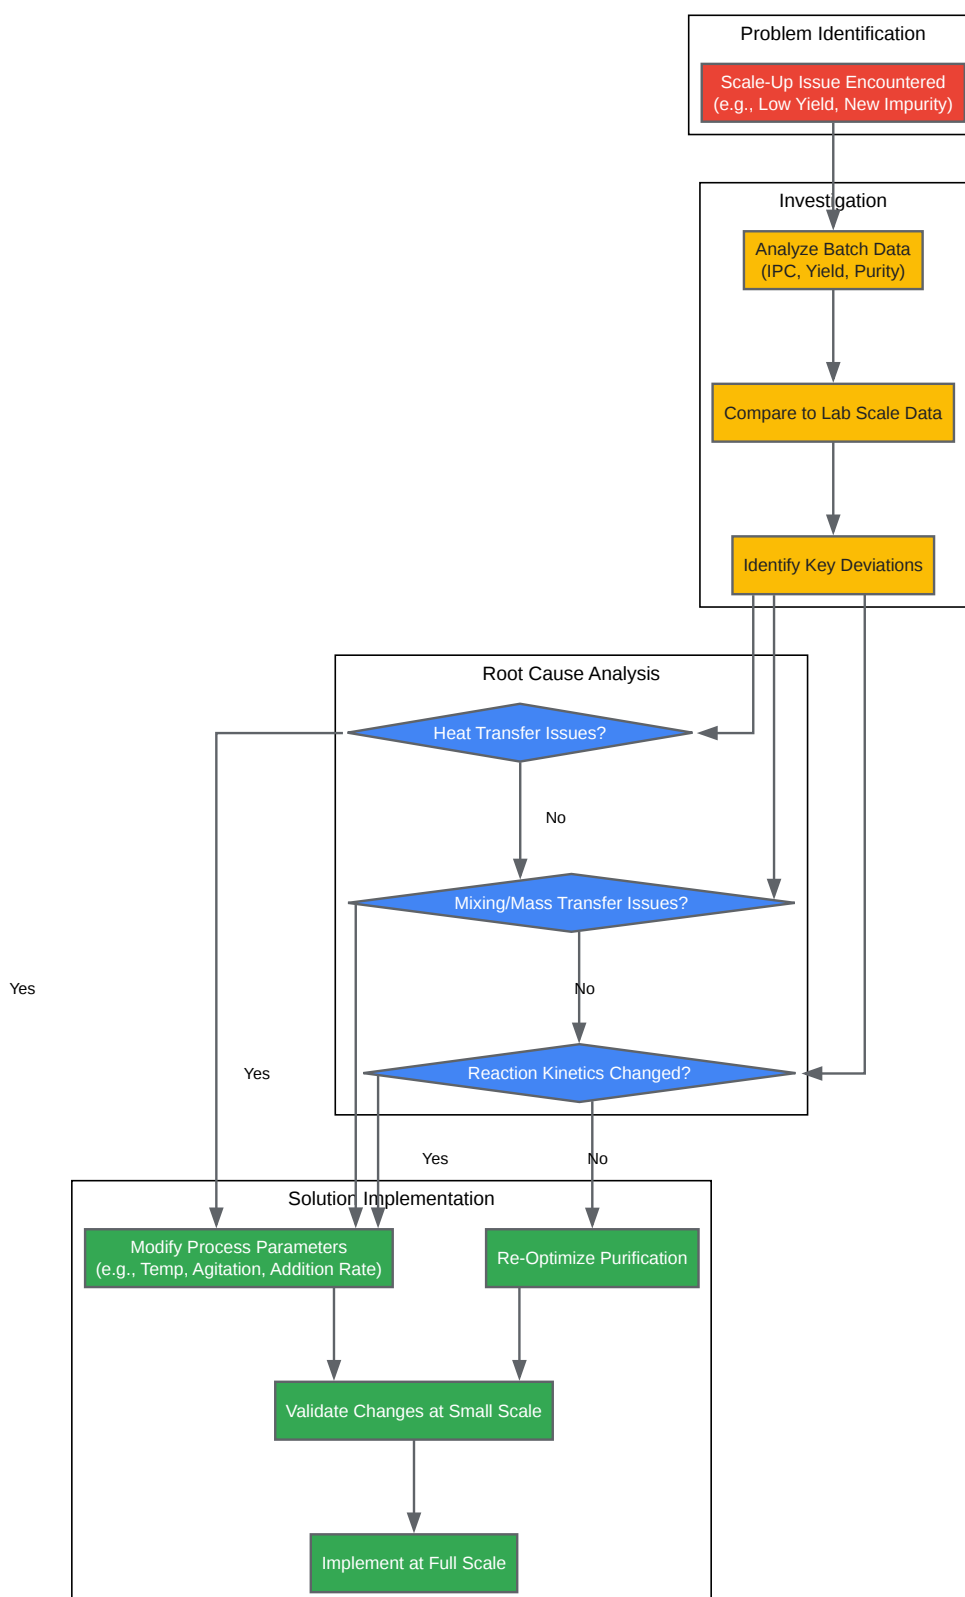 Problem Identification
Scale-Up Issue Encountered
(e.g., Low Yield, New Impurity)
Investigation
Analyze Batch Data
(IPC, Yield, Purity)
Compare to Lab Scale Data
Identify Key Deviations
Root Cause Analysis
Heat Transfer Issues?
No
Mixing/Mass Transfer Issues?
Yes
No
Yes
Reaction Kinetics Changed?
Yes
No
Solution Implementation
Modify Process Parameters
(e.g., Temp, Agitation, Addition Rate)
Re-Optimize Purification
Validate Changes at Small Scale
Implement at Full Scale